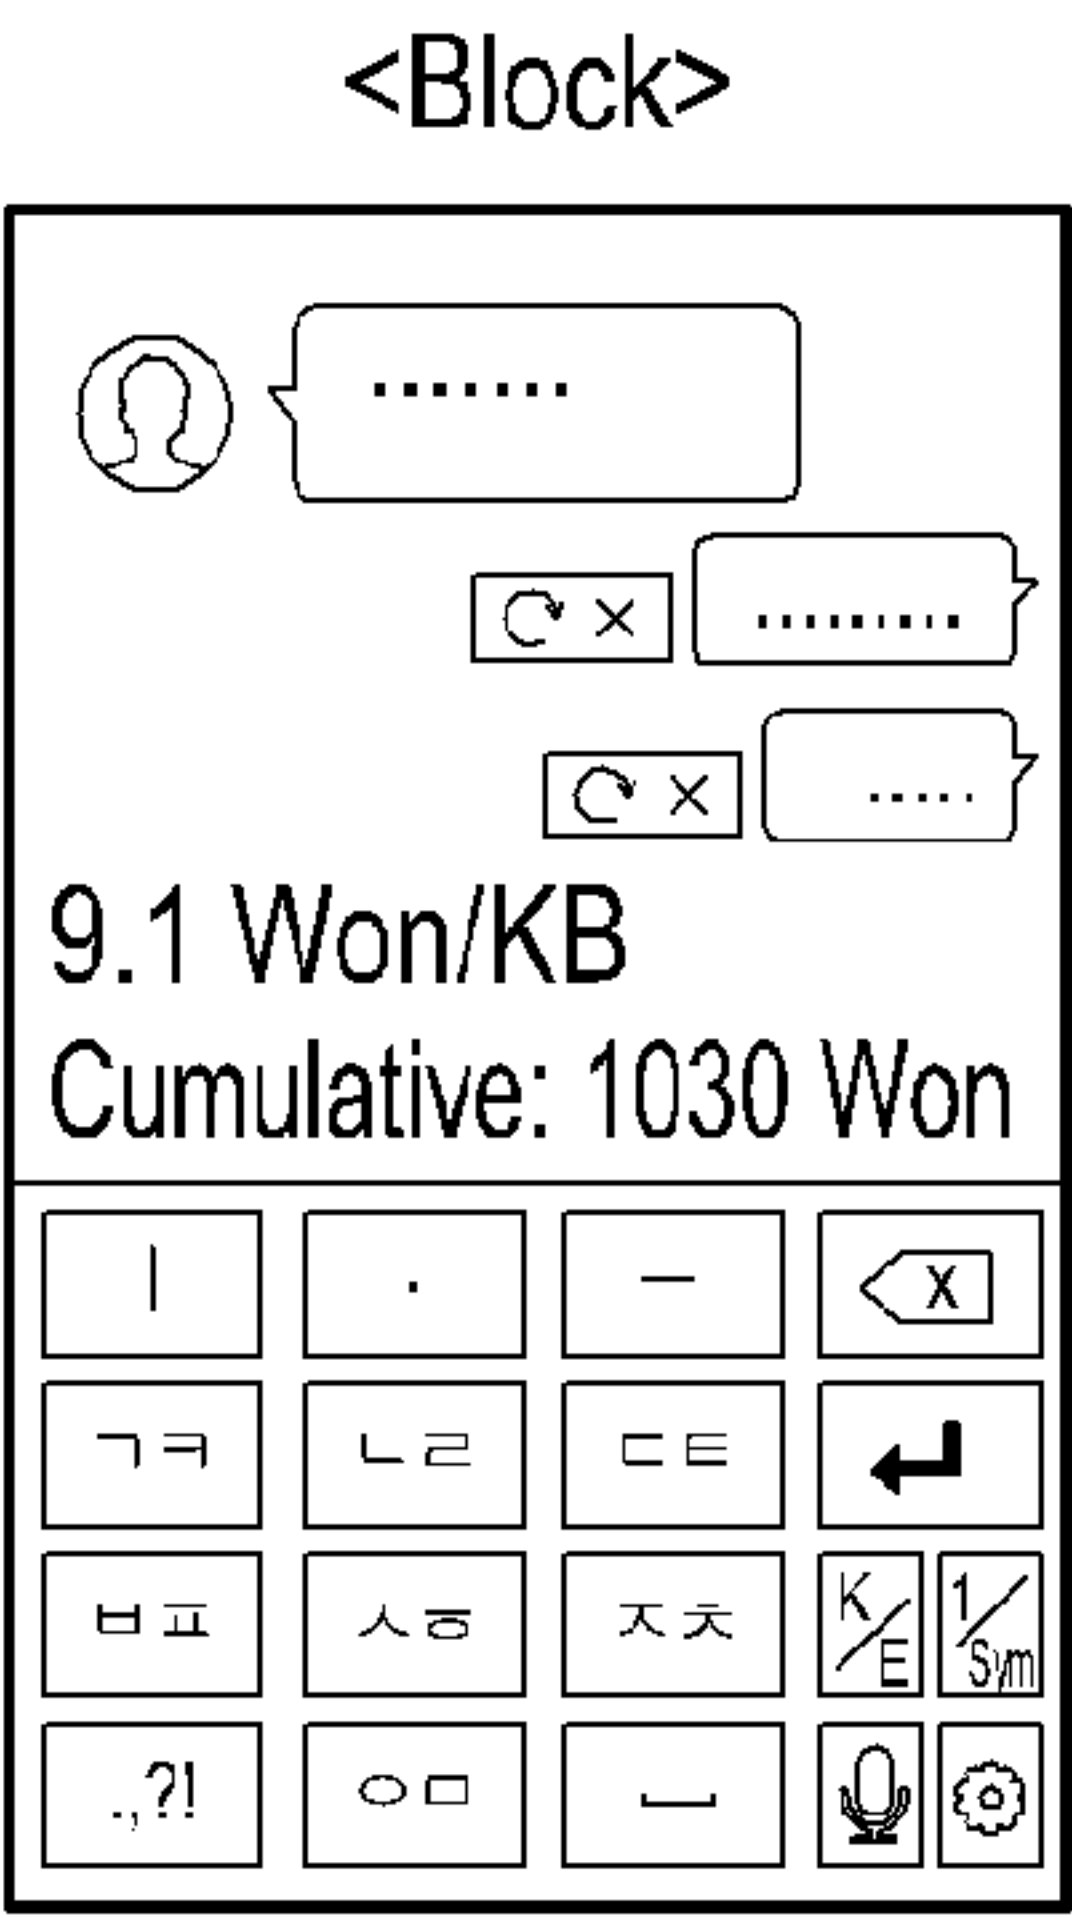 <Block>
.......
.........
.....
9.1 Won/KB
Cumulative: 1030 Won
ㅣ · ㅡ X
ㄱㅋ ㄴㄹ ㄷㅌ
ㅂㅍ ㅅㅎ ㅈㅊ K/E 1/Sym
.,?! ㅇㅁ